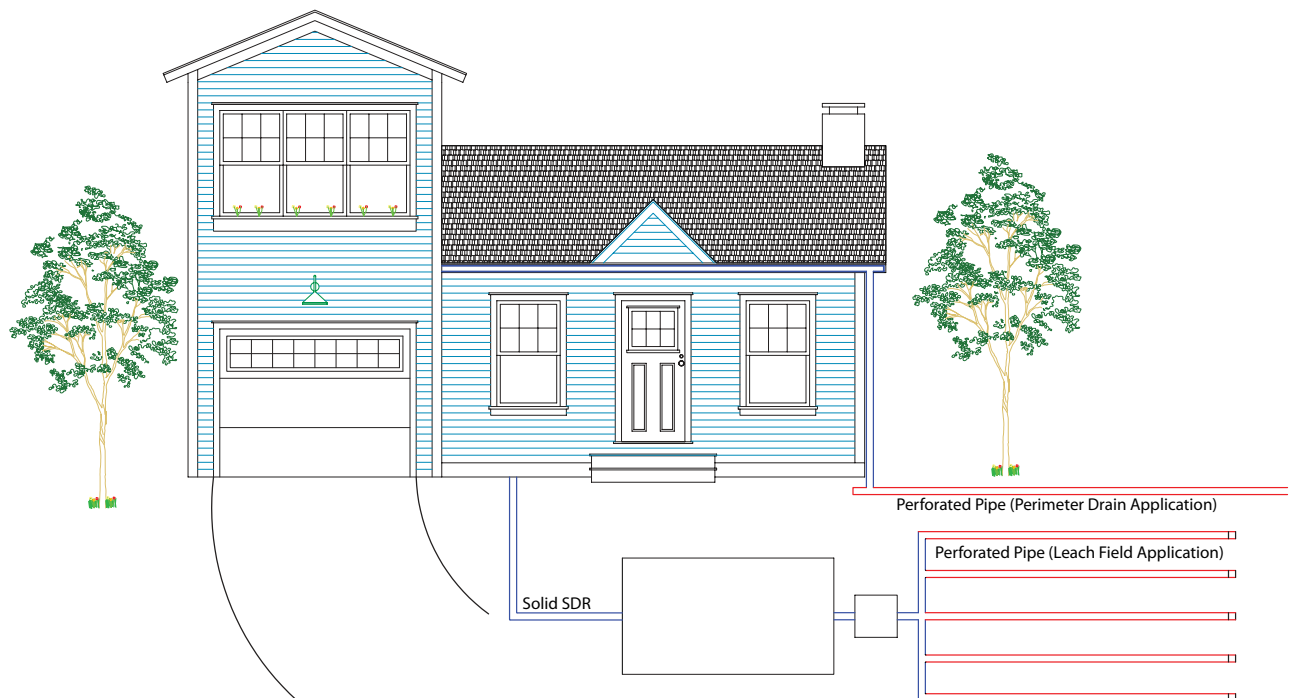 Perforated Pipe (Perimeter Drain Application)
Perforated Pipe (Leach Field Application)
Solid SDR